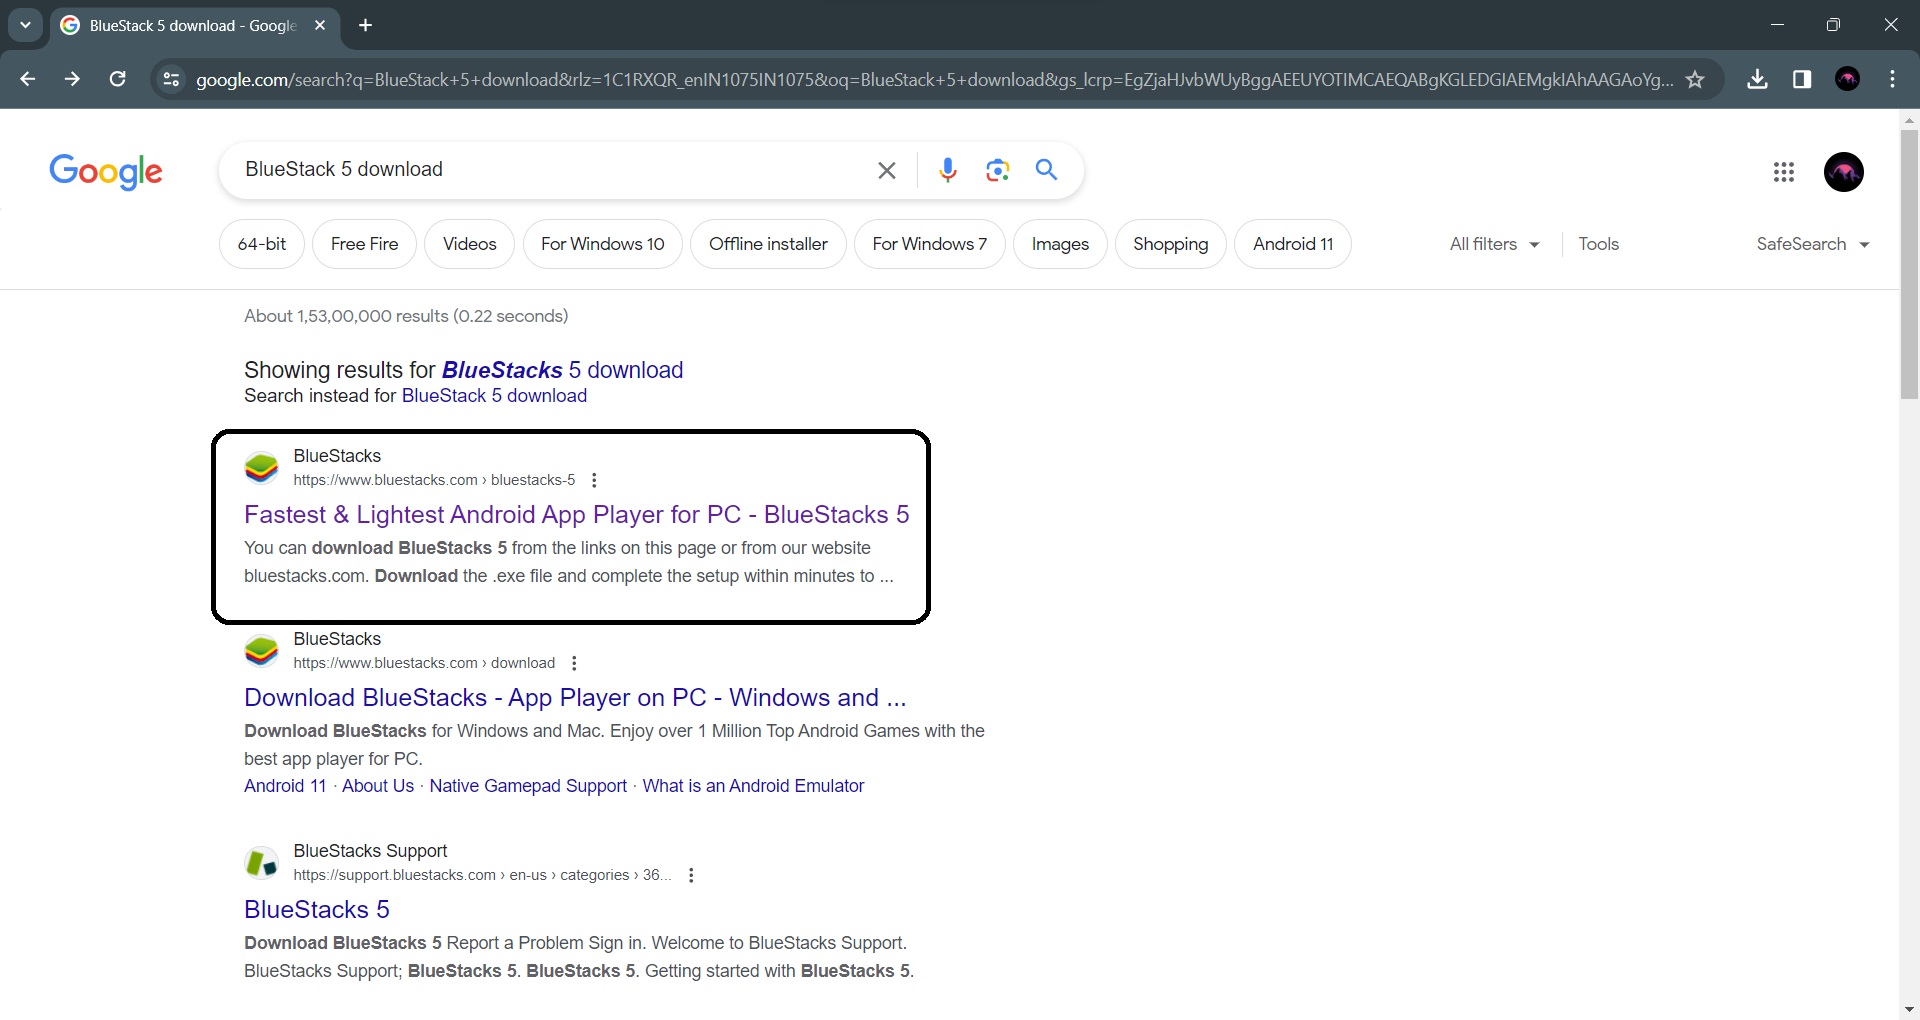 BlueStack 5 download - Google
google.com/search?q=BlueStack+5+download&rlz=1C1RXQR_enIN1075IN1075&oq=BlueStack+5+download&gs_lcrp=EgZjaHJvbWUyBggAEEUYOTIMCAEQABgKGLEDGIAEMgkIAhAAGAoYg...
Google
BlueStack 5 download
64-bit
Free Fire
Videos
For Windows 10
Offline installer
For Windows 7
Images
Shopping
Android 11
All filters
Tools
SafeSearch
About 1,53,00,000 results (0.22 seconds)
Showing results for BlueStacks 5 download
Search instead for BlueStack 5 download
BlueStacks
https://www.bluestacks.com › bluestacks-5
Fastest & Lightest Android App Player for PC - BlueStacks 5
You can download BlueStacks 5 from the links on this page or from our website
bluestacks.com. Download the .exe file and complete the setup within minutes to ...
BlueStacks
https://www.bluestacks.com › download
Download BlueStacks - App Player on PC - Windows and ...
Download BlueStacks for Windows and Mac. Enjoy over 1 Million Top Android Games with the
best app player for PC.
Android 11 · About Us · Native Gamepad Support · What is an Android Emulator
BlueStacks Support
https://support.bluestacks.com › en-us › categories › 36...
BlueStacks 5
Download BlueStacks 5 Report a Problem Sign in. Welcome to BlueStacks Support.
BlueStacks Support; BlueStacks 5. BlueStacks 5. Getting started with BlueStacks 5.